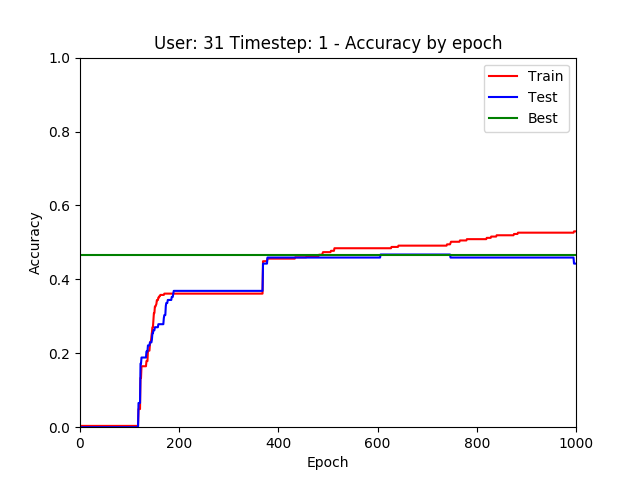 User: 31 Timestep: 1 - Accuracy by epoch
1.0
0.8
0.6
0.4
0.2
0.0
Accuracy
Train
Test
Best
0 200 400 600 800 1000
Epoch